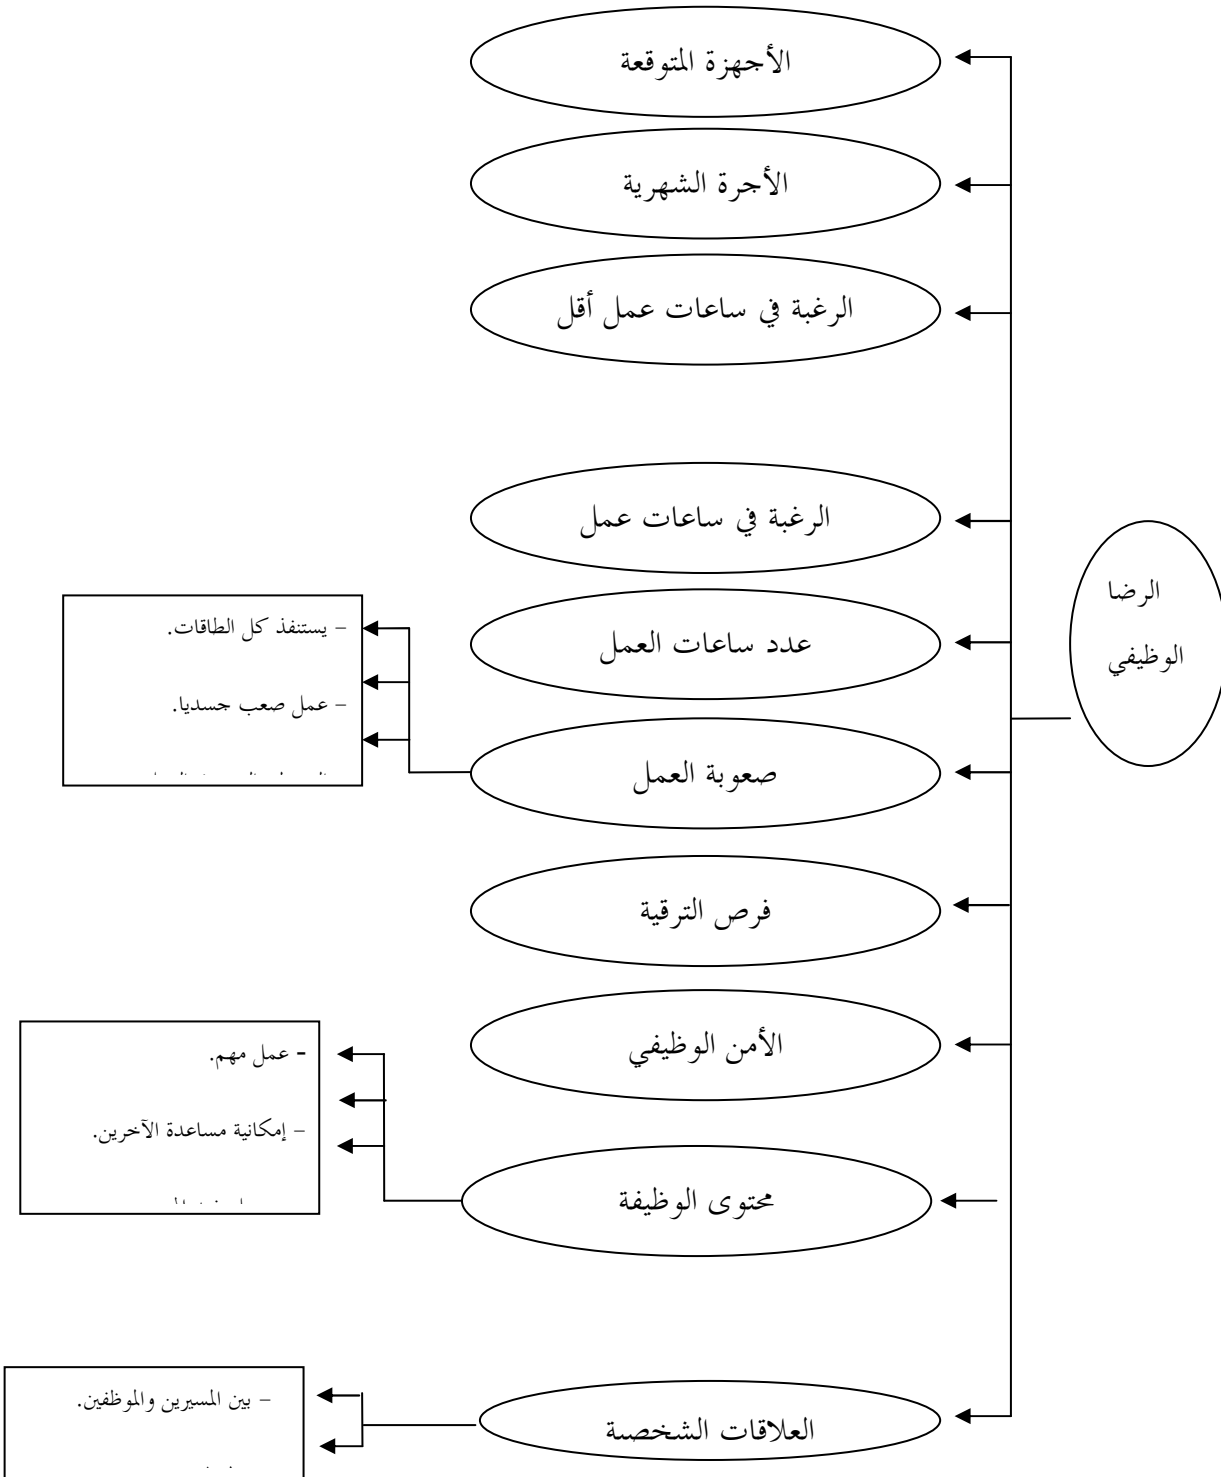 الأجهزة المتوقعة
الأجرة الشهرية
الرغبة في ساعات عمل أقل
الرغبة في ساعات عمل
الرضا
الوظيفي
عدد ساعات العمل
– يستنفذ كل الطاقات.
– عمل صعب جسديا.
صعوبة العمل
فرص الترقية
الأمن الوظيفي
- عمل مهم.
– إمكانية مساعدة الآخرين.
محتوى الوظيفة
العلاقات الشخصية
– بين المسيرين والموظفين.